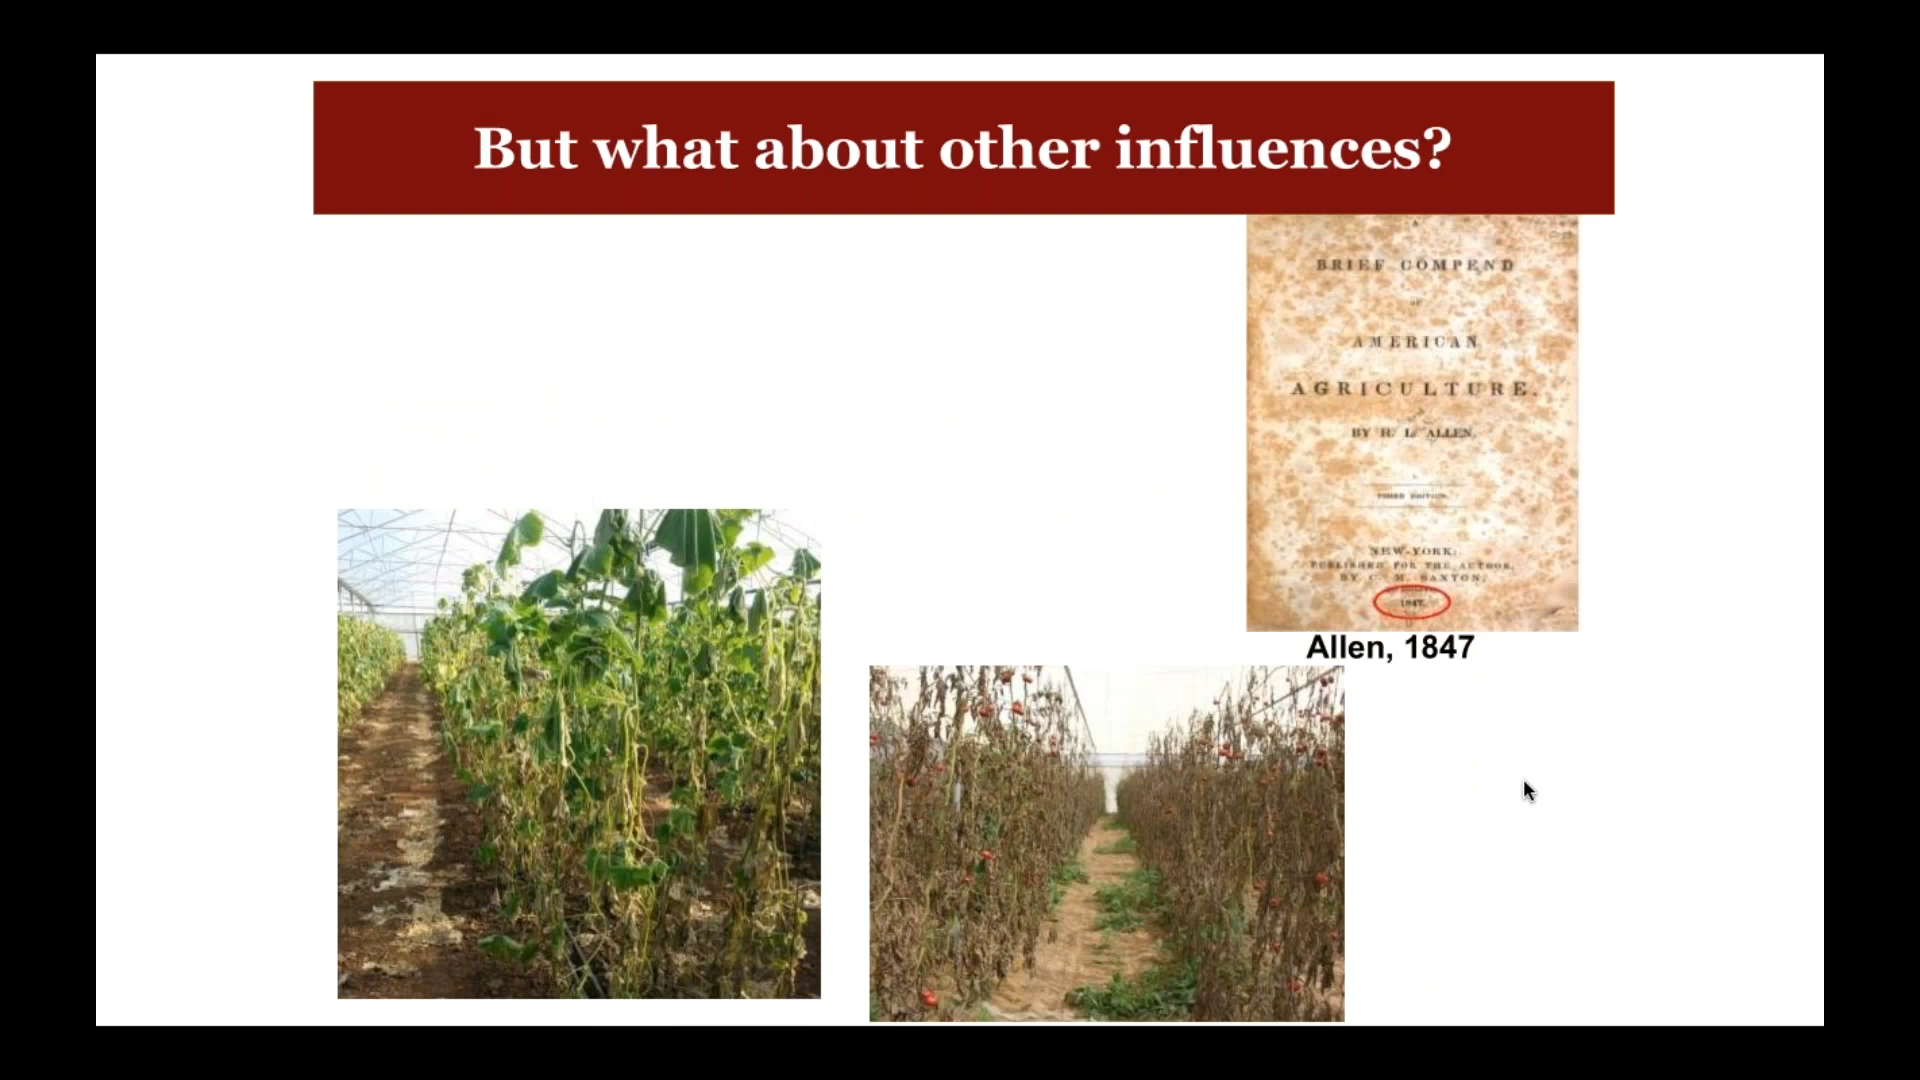 But what about other influences?
A
BRIEF COMPEND
OF
AMERICAN
AGRICULTURE.
BY R. L. ALLEN.
THIRD EDITION.
NEW-YORK:
PUBLISHED FOR THE AUTHOR,
BY C. M. SAXTON,
1847.
Allen, 1847